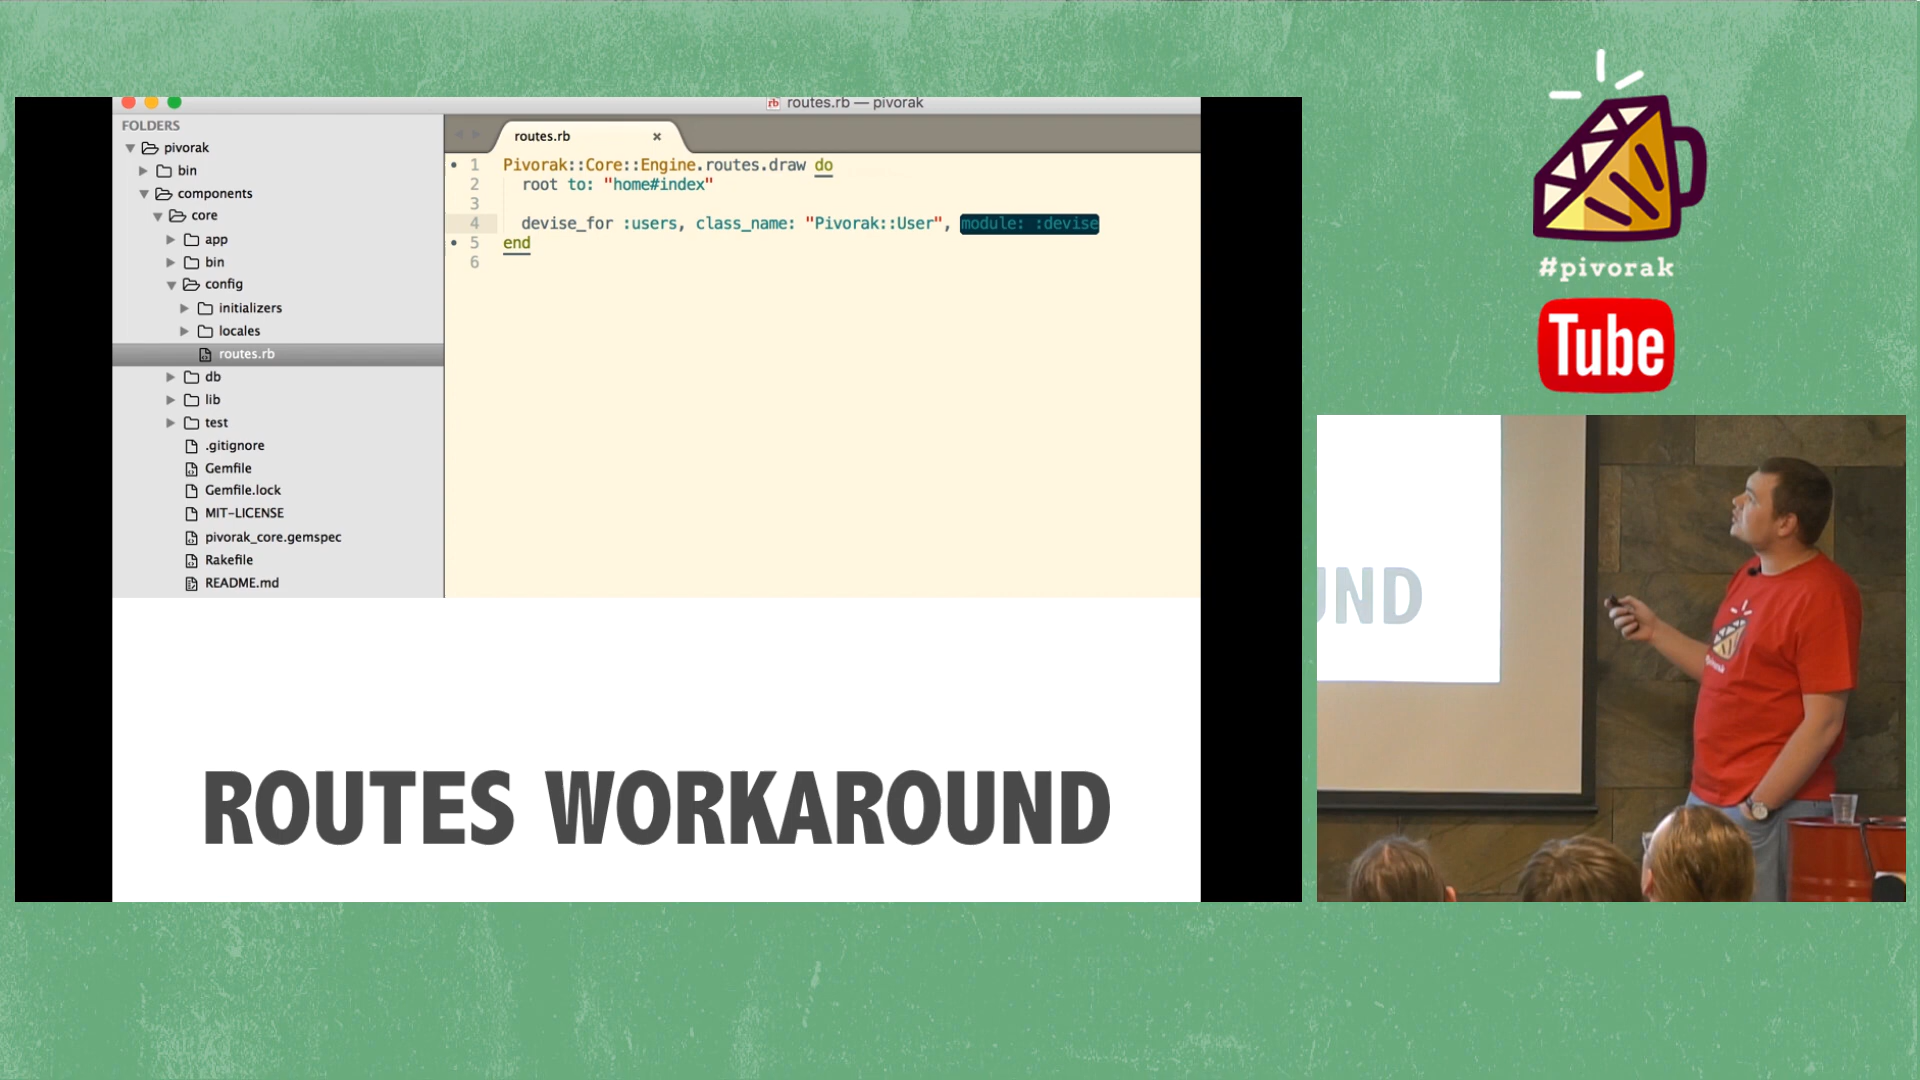 routes.rb — pivorak
FOLDERS
pivorak
bin
components
core
app
bin
config
initializers
locales
routes.rb
db
lib
test
.gitignore
Gemfile
Gemfile.lock
MIT-LICENSE
pivorak_core.gemspec
Rakefile
README.md
routes.rb
1 Pivorak::Core::Engine.routes.draw do
2 root to: "home#index"
3
4 devise_for :users, class_name: "Pivorak::User", module: :devise
5 end
6
ROUTES WORKAROUND
#pivorak
Tube
UND